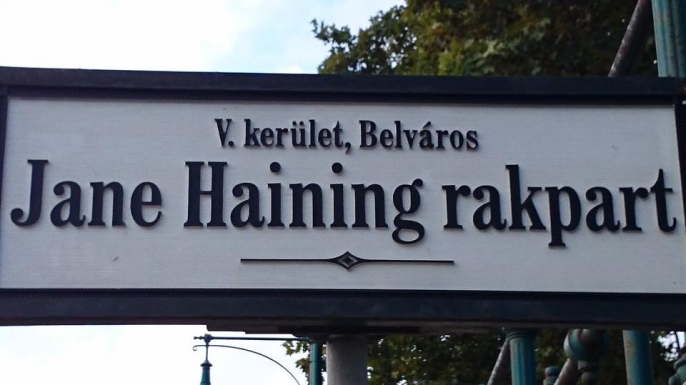 V. kerület, Belváros
Jane Haining rakpart